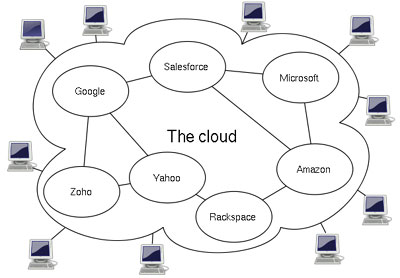 Salesforce
Google
Microsoft
The cloud
Zoho
Yahoo
Amazon
Rackspace